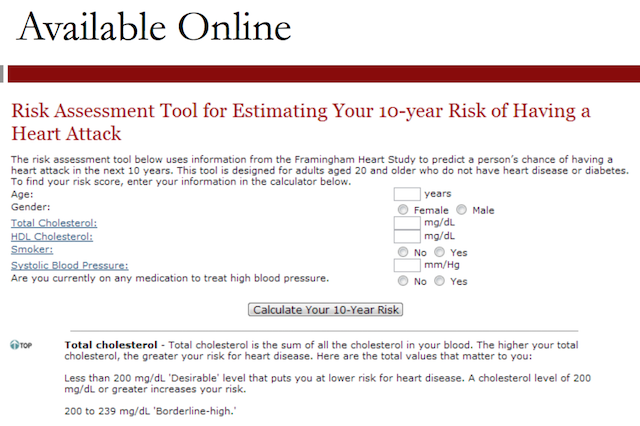 Available Online
Risk Assessment Tool for Estimating Your 10-year Risk of Having a
Heart Attack
The risk assessment tool below uses information from the Framingham Heart Study to predict a person's chance of having a
heart attack in the next 10 years. This tool is designed for adults aged 20 and older who do not have heart disease or diabetes.
To find your risk score, enter your information in the calculator below.
Age: years
Gender: Female Male
Total Cholesterol: mg/dL
HDL Cholesterol: mg/dL
Smoker: No Yes
Systolic Blood Pressure: mm/Hg
Are you currently on any medication to treat high blood pressure. No Yes
Calculate Your 10-Year Risk
TOP Total cholesterol - Total cholesterol is the sum of all the cholesterol in your blood. The higher your total
cholesterol, the greater your risk for heart disease. Here are the total values that matter to you:
Less than 200 mg/dL 'Desirable' level that puts you at lower risk for heart disease. A cholesterol level of 200
mg/dL or greater increases your risk.
200 to 239 mg/dL 'Borderline-high.'